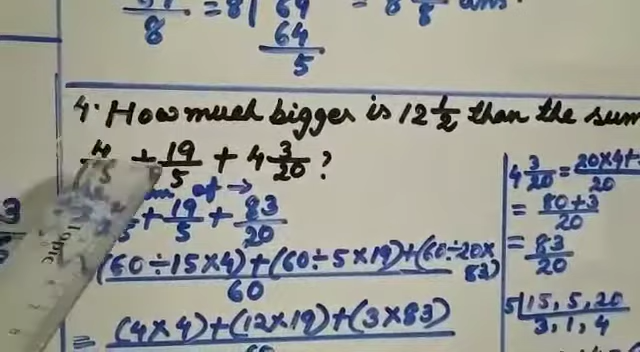 8 = 8 64
64
5
4. How much bigger is 12 1/2 than the sum
4/15 + 19/5 + 4 3/20 ?
of →
+ 19/5 + 83/20
(60÷15×4)+(60÷5×19)+(60÷20×83)
60
= (4×4)+(12×19)+(3×83)
4 3/20 = 20×4+
20
= 80+3/20
= 83/20
5 15, 5, 20
3, 1, 4